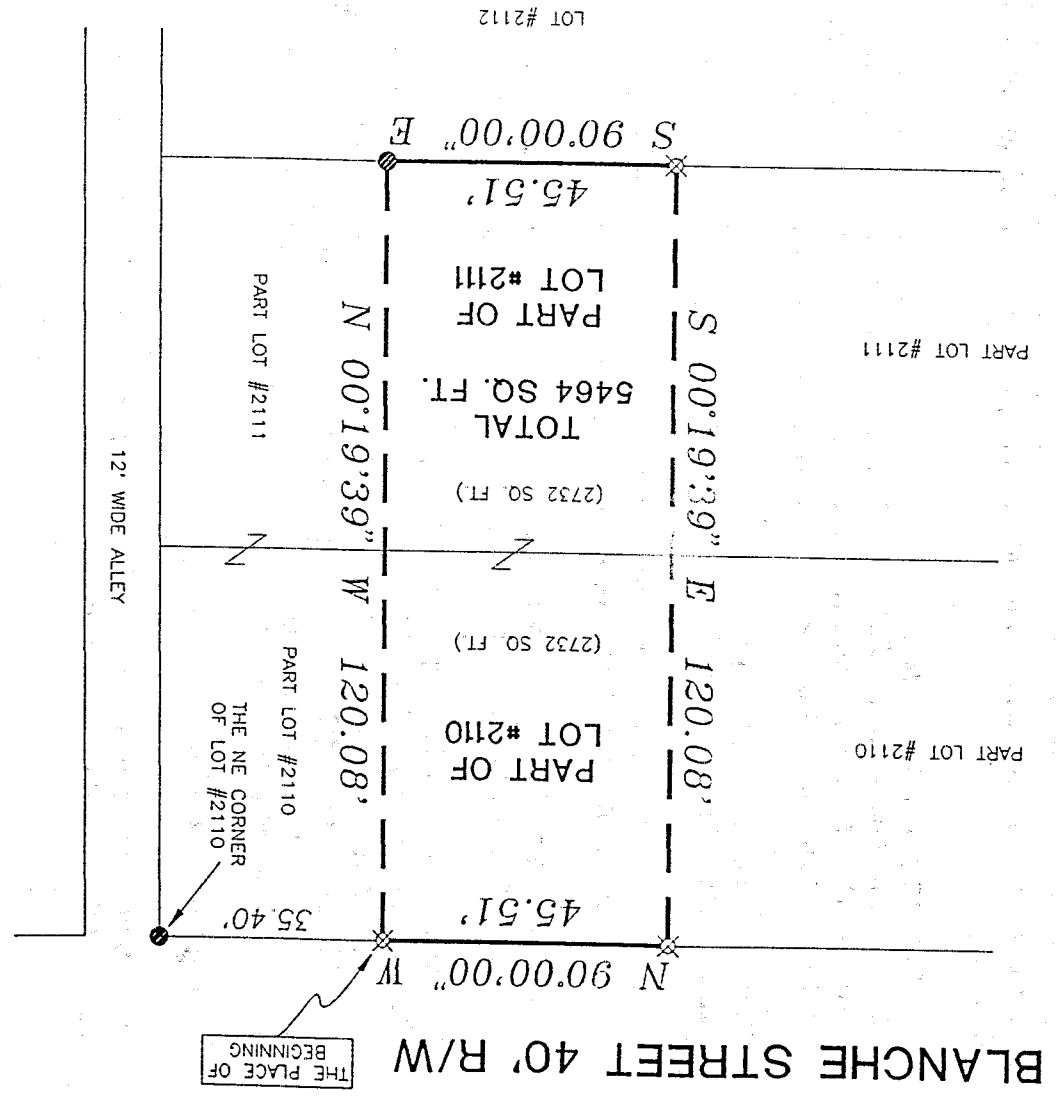 BLANCHE STREET 40' R/W
THE PLACE OF
BEGINNING
N 90°00'00" W
45.51'
35.40'
THE NE CORNER
OF LOT #2110
PART LOT #2110
PART OF
LOT #2110
(2732 SQ. FT.)
PART LOT #2110
S 00°19'39" E 120.08'
N 00°19'39" W 120.08'
12' WIDE ALLEY
(2732 SQ. FT.)
TOTAL
5464 SQ. FT.
PART OF
LOT #2111
PART LOT #2111
PART LOT #2111
45.51'
S 90°00'00" E
LOT #2112